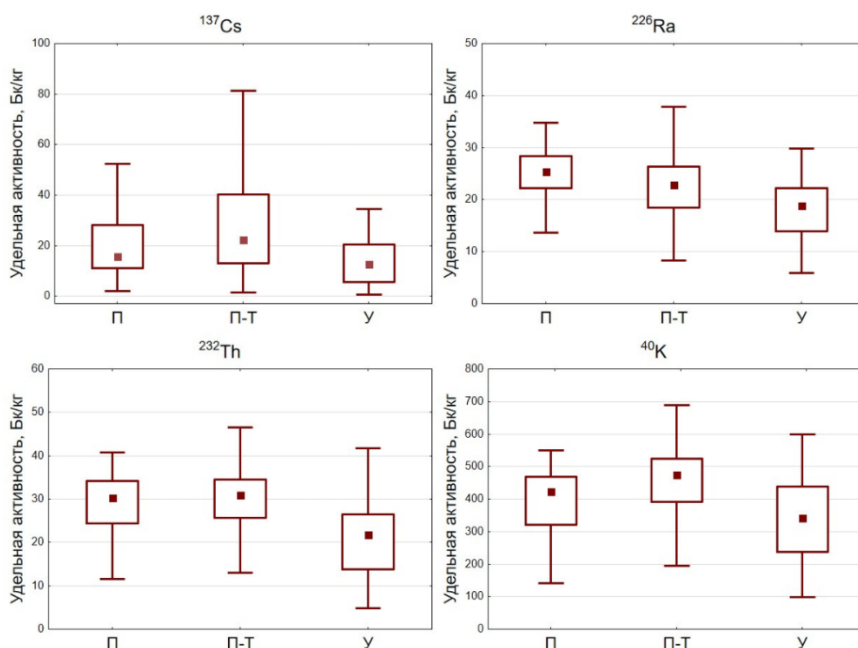 ¹³⁷Cs
Удельная активность, Бк/кг
100
80
60
40
20
0
П
П-Т
У
²²⁶Ra
Удельная активность, Бк/кг
50
40
30
20
10
0
П
П-Т
У
²³²Th
Удельная активность, Бк/кг
60
50
40
30
20
10
0
П
П-Т
У
⁴⁰K
Удельная активность, Бк/кг
800
700
600
500
400
300
200
100
0
П
П-Т
У